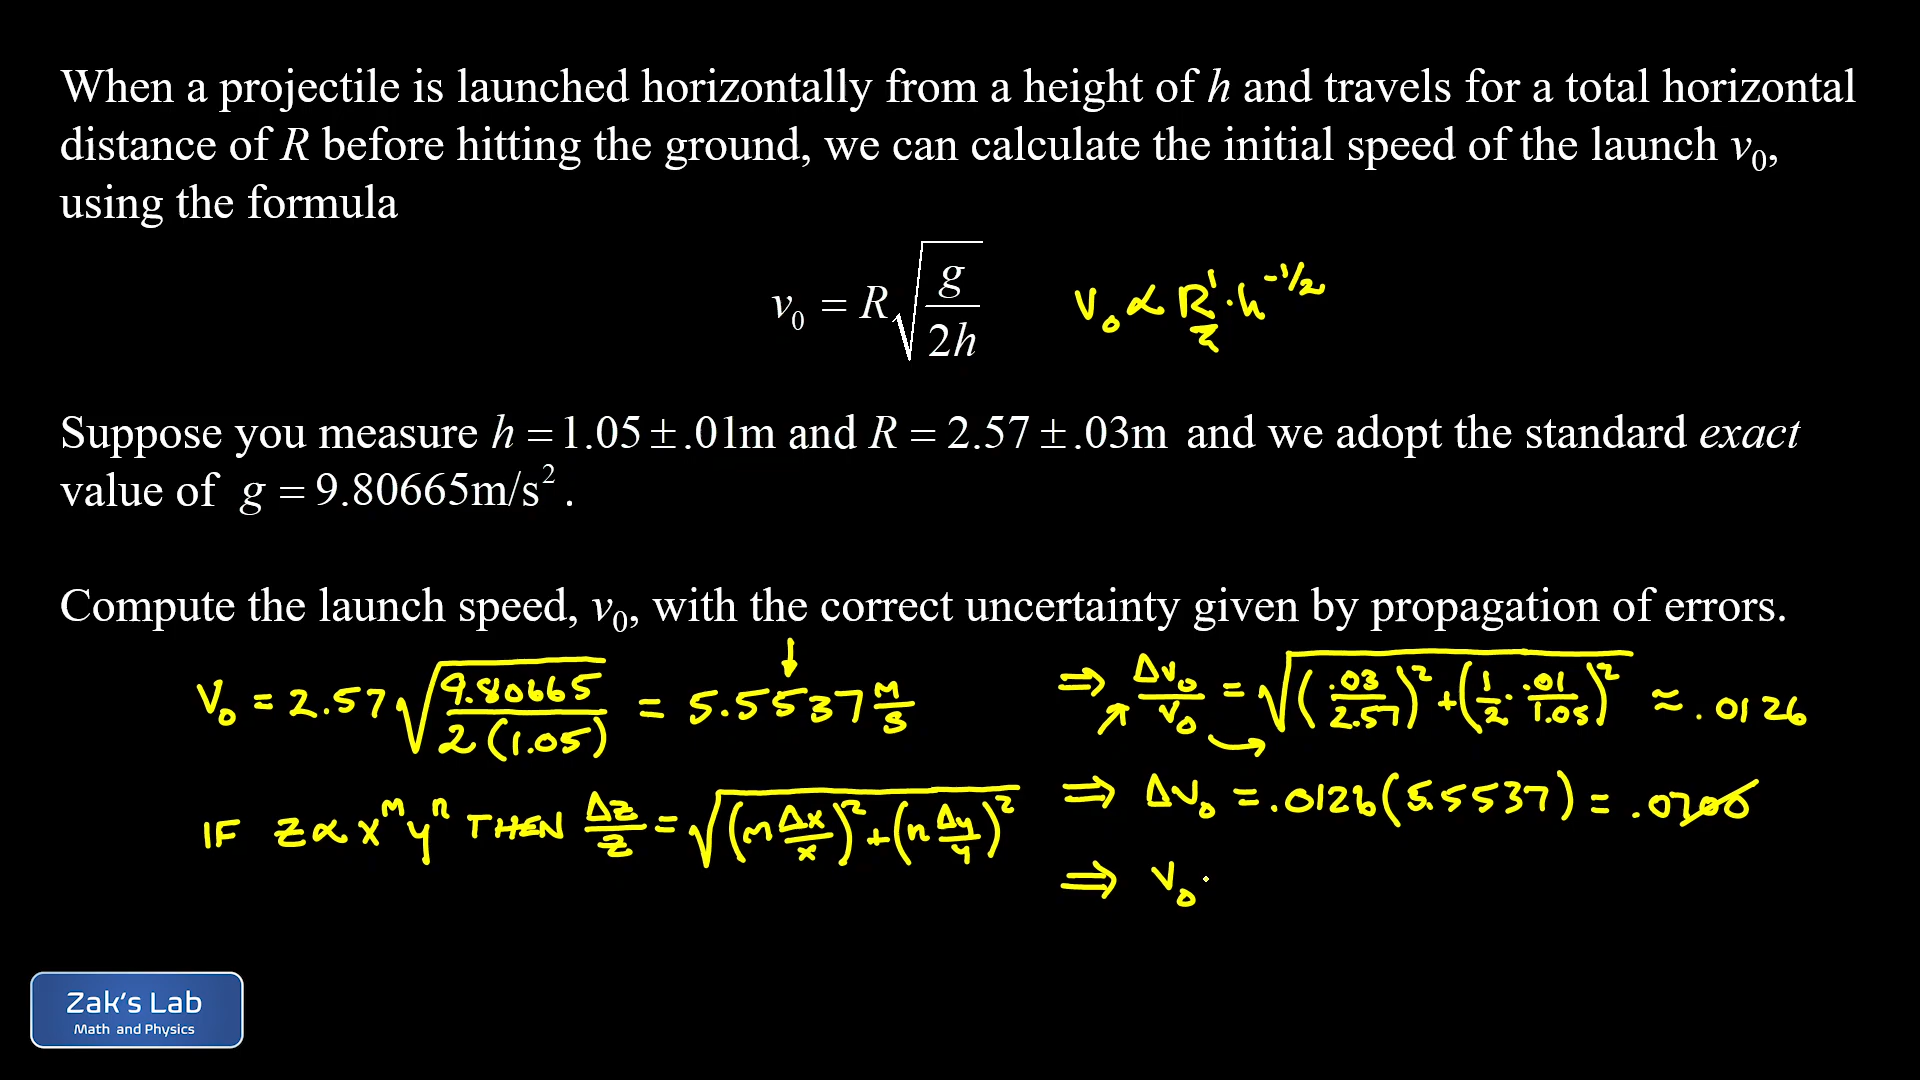 When a projectile is launched horizontally from a height of h and travels for a total horizontal
distance of R before hitting the ground, we can calculate the initial speed of the launch v₀,
using the formula
v₀ = R√(g/2h)
V₀ ∝ R¹·h^(-1/2)
Suppose you measure h = 1.05 ± .01m and R = 2.57 ± .03m and we adopt the standard exact
value of g = 9.80665m/s².
Compute the launch speed, v₀, with the correct uncertainty given by propagation of errors.
V₀ = 2.57 √(9.80665/2(1.05)) = 5.5537 M/S
IF Z ∝ x^m y^n THEN ΔZ/Z = √((m Δx/x)² + (n Δy/y)²)
⇒ ΔV₀/V₀ = √((.03/2.57)² + (1/2 · .01/1.05)²) ≈ .0126
⇒ ΔV₀ = .0126(5.5537) = .0700
⇒ V₀
Zak's Lab
Math and Physics